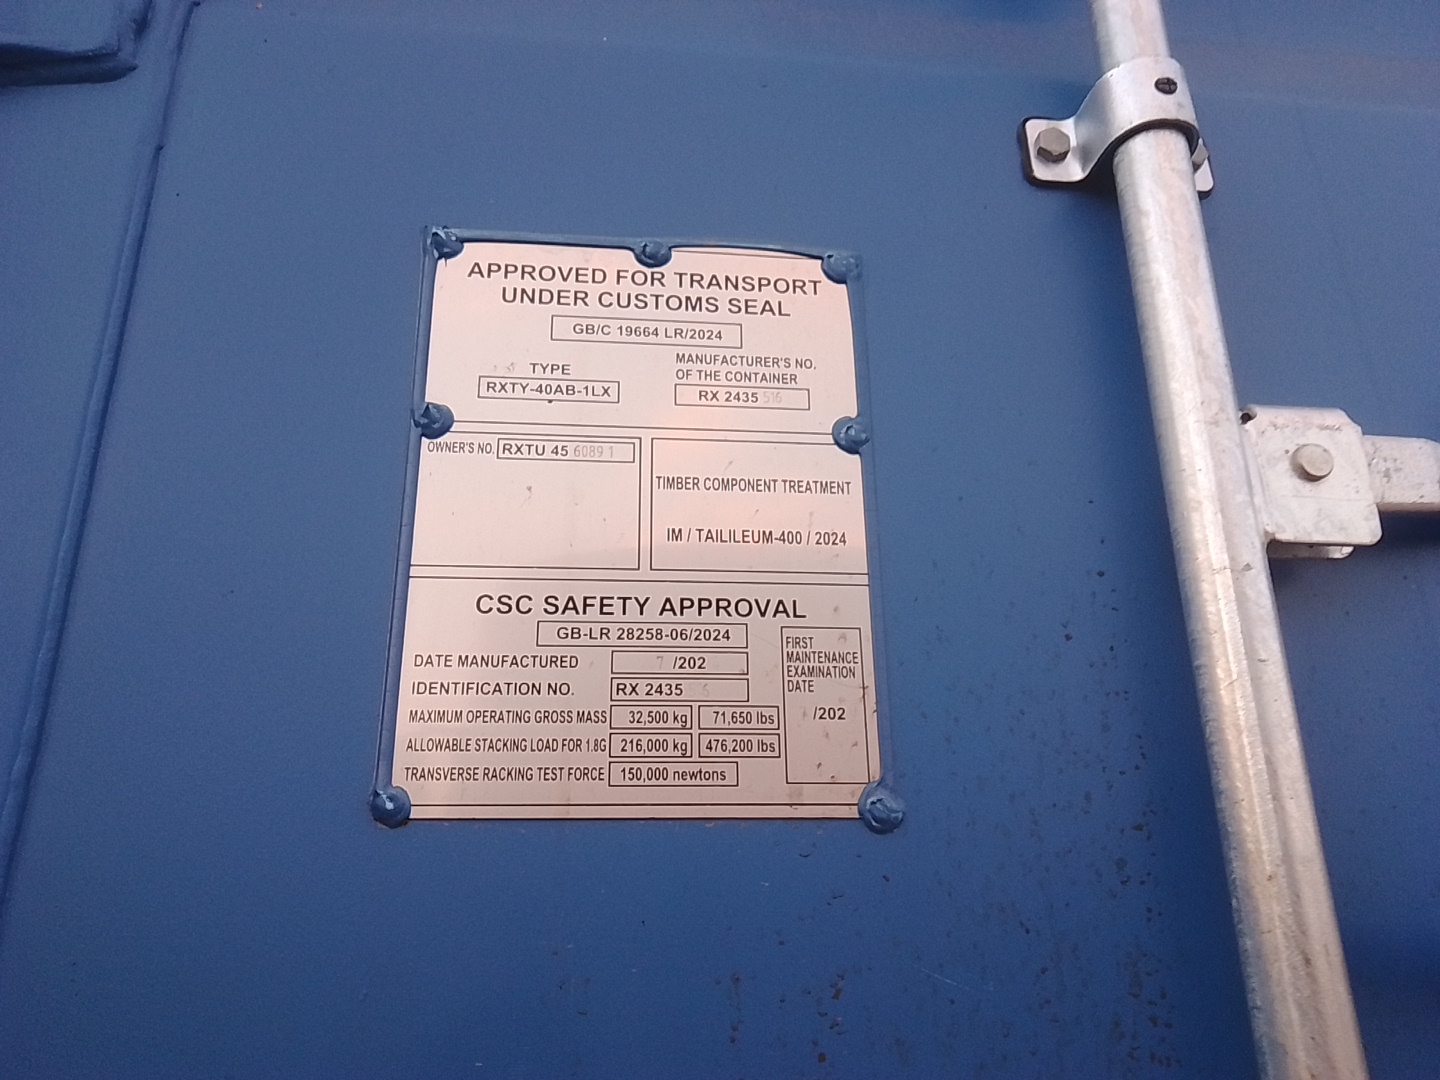 APPROVED FOR TRANSPORT
UNDER CUSTOMS SEAL
GB/C 19664 LR/2024
TYPE
RXTY-40AB-1LX
MANUFACTURER'S NO.
OF THE CONTAINER
RX 2435 516
OWNER'S NO. RXTU 45 6089 1
TIMBER COMPONENT TREATMENT
IM / TAILILEUM-400 / 2024
CSC SAFETY APPROVAL
GB-LR 28258-06/2024
DATE MANUFACTURED 7 /202
IDENTIFICATION NO. RX 2435
MAXIMUM OPERATING GROSS MASS 32,500 kg 71,650 lbs
ALLOWABLE STACKING LOAD FOR 1.8G 216,000 kg 476,200 lbs
TRANSVERSE RACKING TEST FORCE 150,000 newtons
FIRST
MAINTENANCE
EXAMINATION
DATE
/202